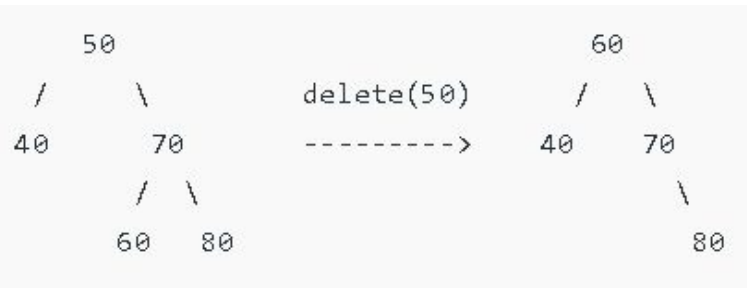 50 60
/ \ delete(50) / \
40 70 ---------> 40 70
/ \ \
60 80 80